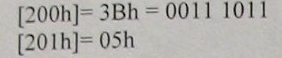 [200h]= 3Bh = 0011 1011
[201h]= 05h